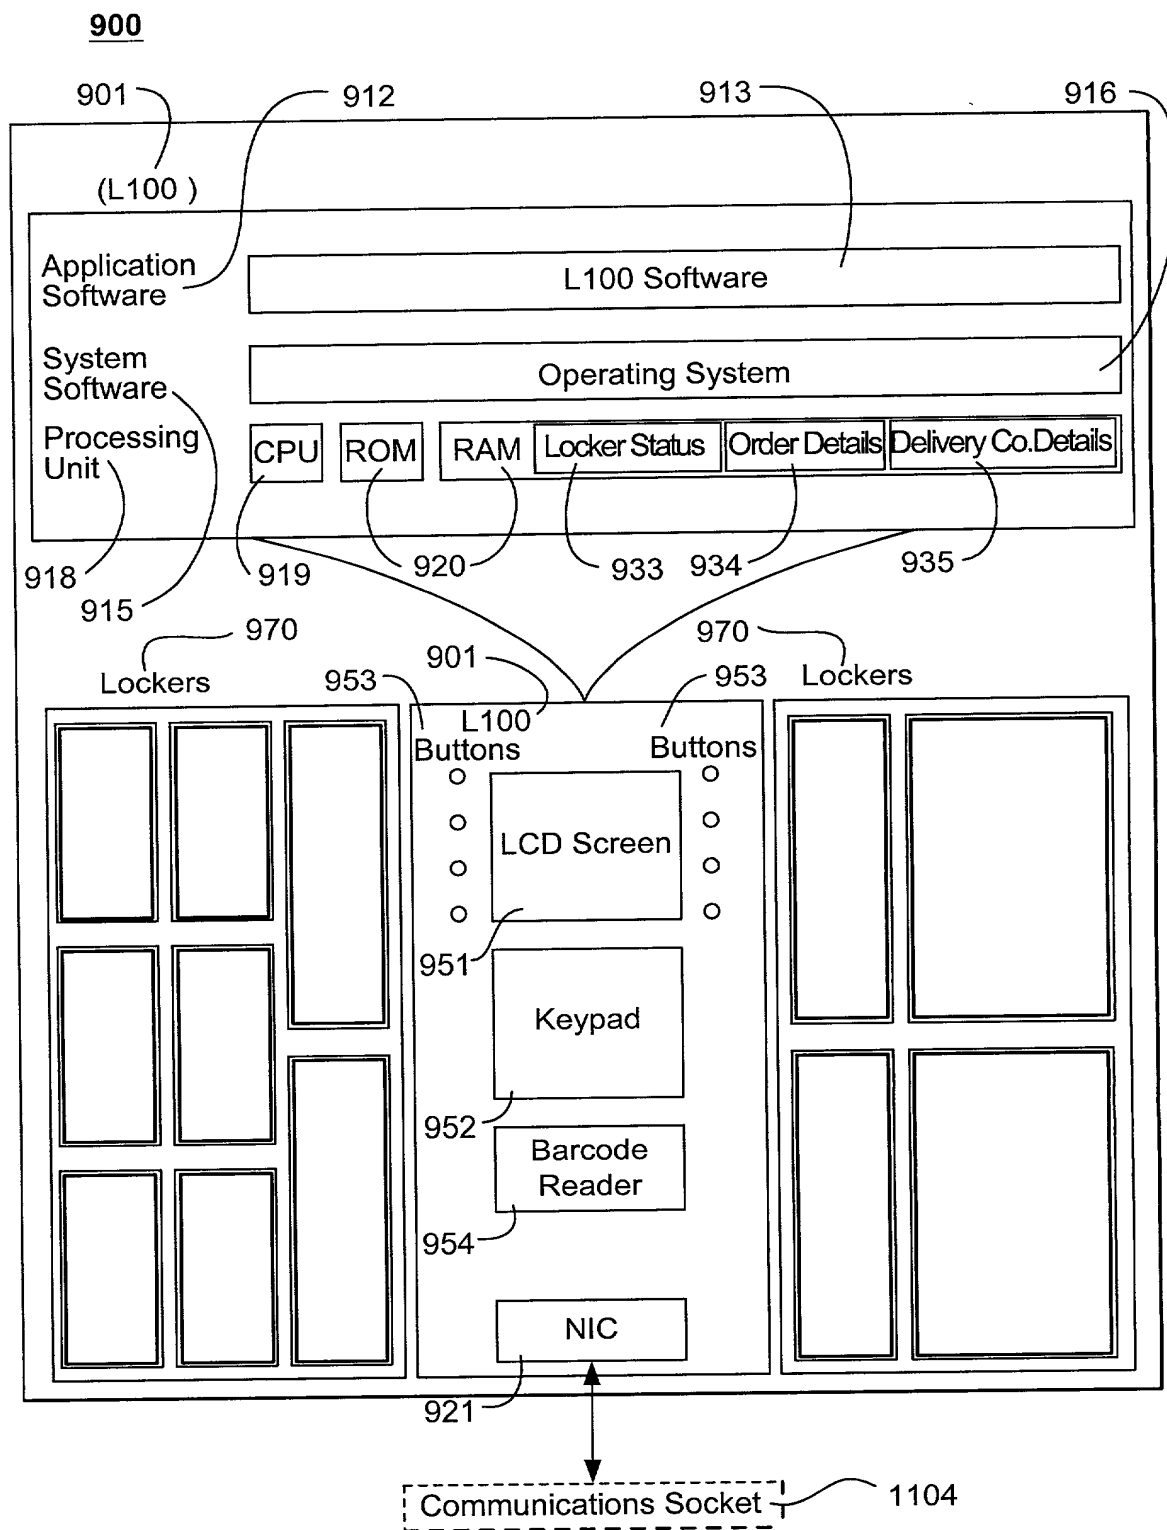 900
901
912
913
916
(L100 )
Application
Software
L100 Software
System
Software
Operating System
Processing
Unit
CPU
ROM
RAM
Locker Status
Order Details
Delivery Co.Details
918
915
919
920
933
934
935
970
Lockers
901
970
Lockers
953
L100
953
Buttons
Buttons
LCD Screen
951
Keypad
952
Barcode
Reader
954
NIC
921
Communications Socket
1104